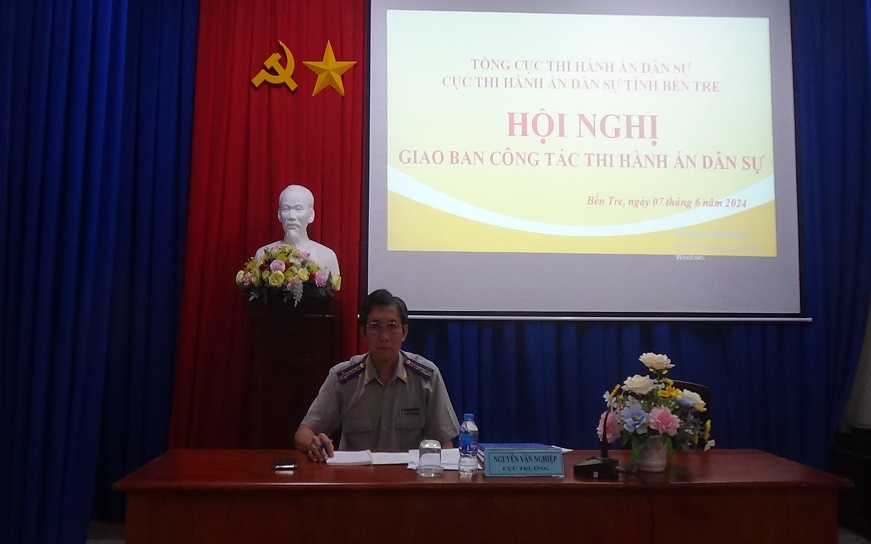 TỔNG CỤC THI HÀNH ÁN DÂN SỰ
CỤC THI HÀNH ÁN DÂN SỰ TỈNH BẾN TRE
HỘI NGHỊ
GIAO BAN CÔNG TÁC THI HÀNH ÁN DÂN SỰ
Bến Tre, ngày 07 tháng 6 năm 2024
Windows.
NGUYỄN VĂN NGHIỆP
CỤC TRƯỞNG